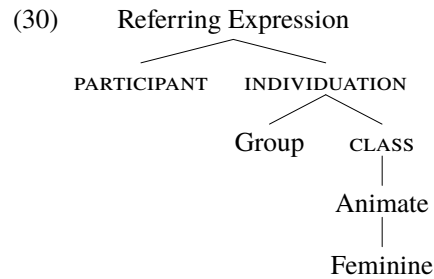 (30) Referring Expression
PARTICIPANT INDIVIDUATION
Group CLASS
Animate
Feminine